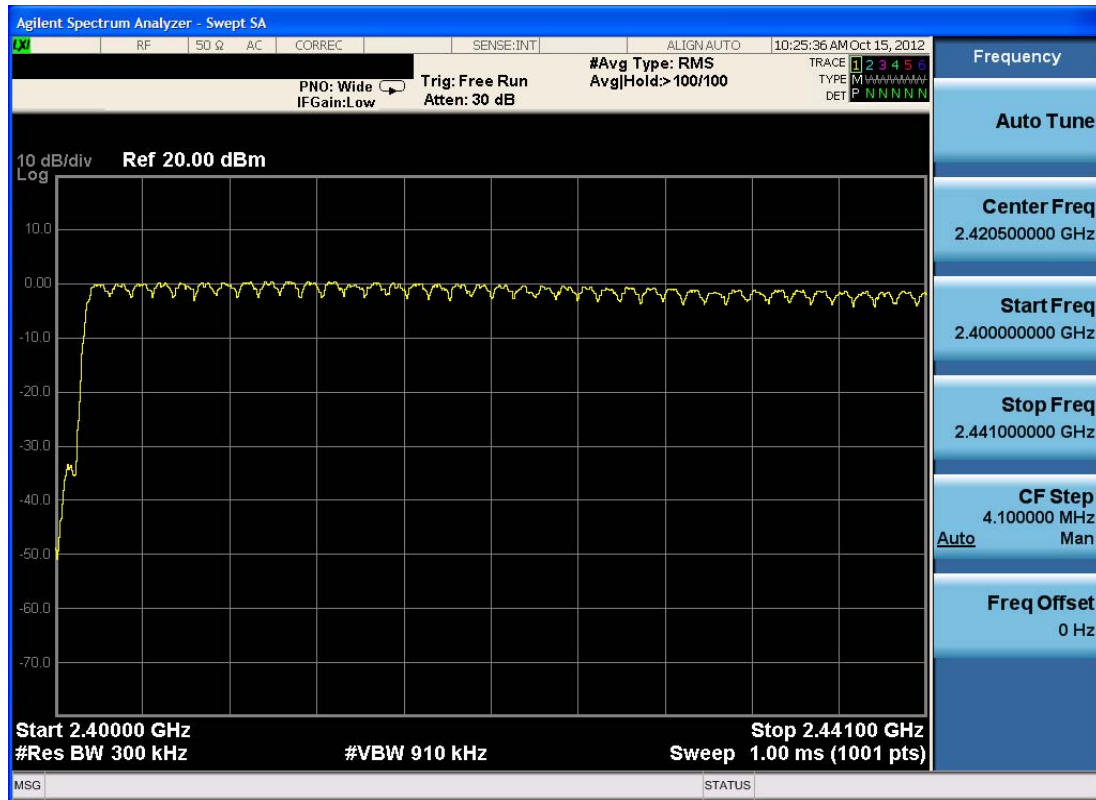 Agilent Spectrum Analyzer - Swept SA
LXI RF 50 Ω AC CORREC SENSE:INT ALIGN AUTO 10:25:36 AM Oct 15, 2012
PNO: Wide
IFGain:Low
Trig: Free Run
Atten: 30 dB
#Avg Type: RMS
Avg|Hold:>100/100
TRACE 1 2 3 4 5 6
TYPE M
DET P N N N N N
10 dB/div Ref 20.00 dBm
Log
10.0
0.00
-10.0
-20.0
-30.0
-40.0
-50.0
-60.0
-70.0
Start 2.40000 GHz Stop 2.44100 GHz
#Res BW 300 kHz #VBW 910 kHz Sweep 1.00 ms (1001 pts)
MSG STATUS
Frequency
Auto Tune
Center Freq
2.420500000 GHz
Start Freq
2.400000000 GHz
Stop Freq
2.441000000 GHz
CF Step
4.100000 MHz
Auto Man
Freq Offset
0 Hz